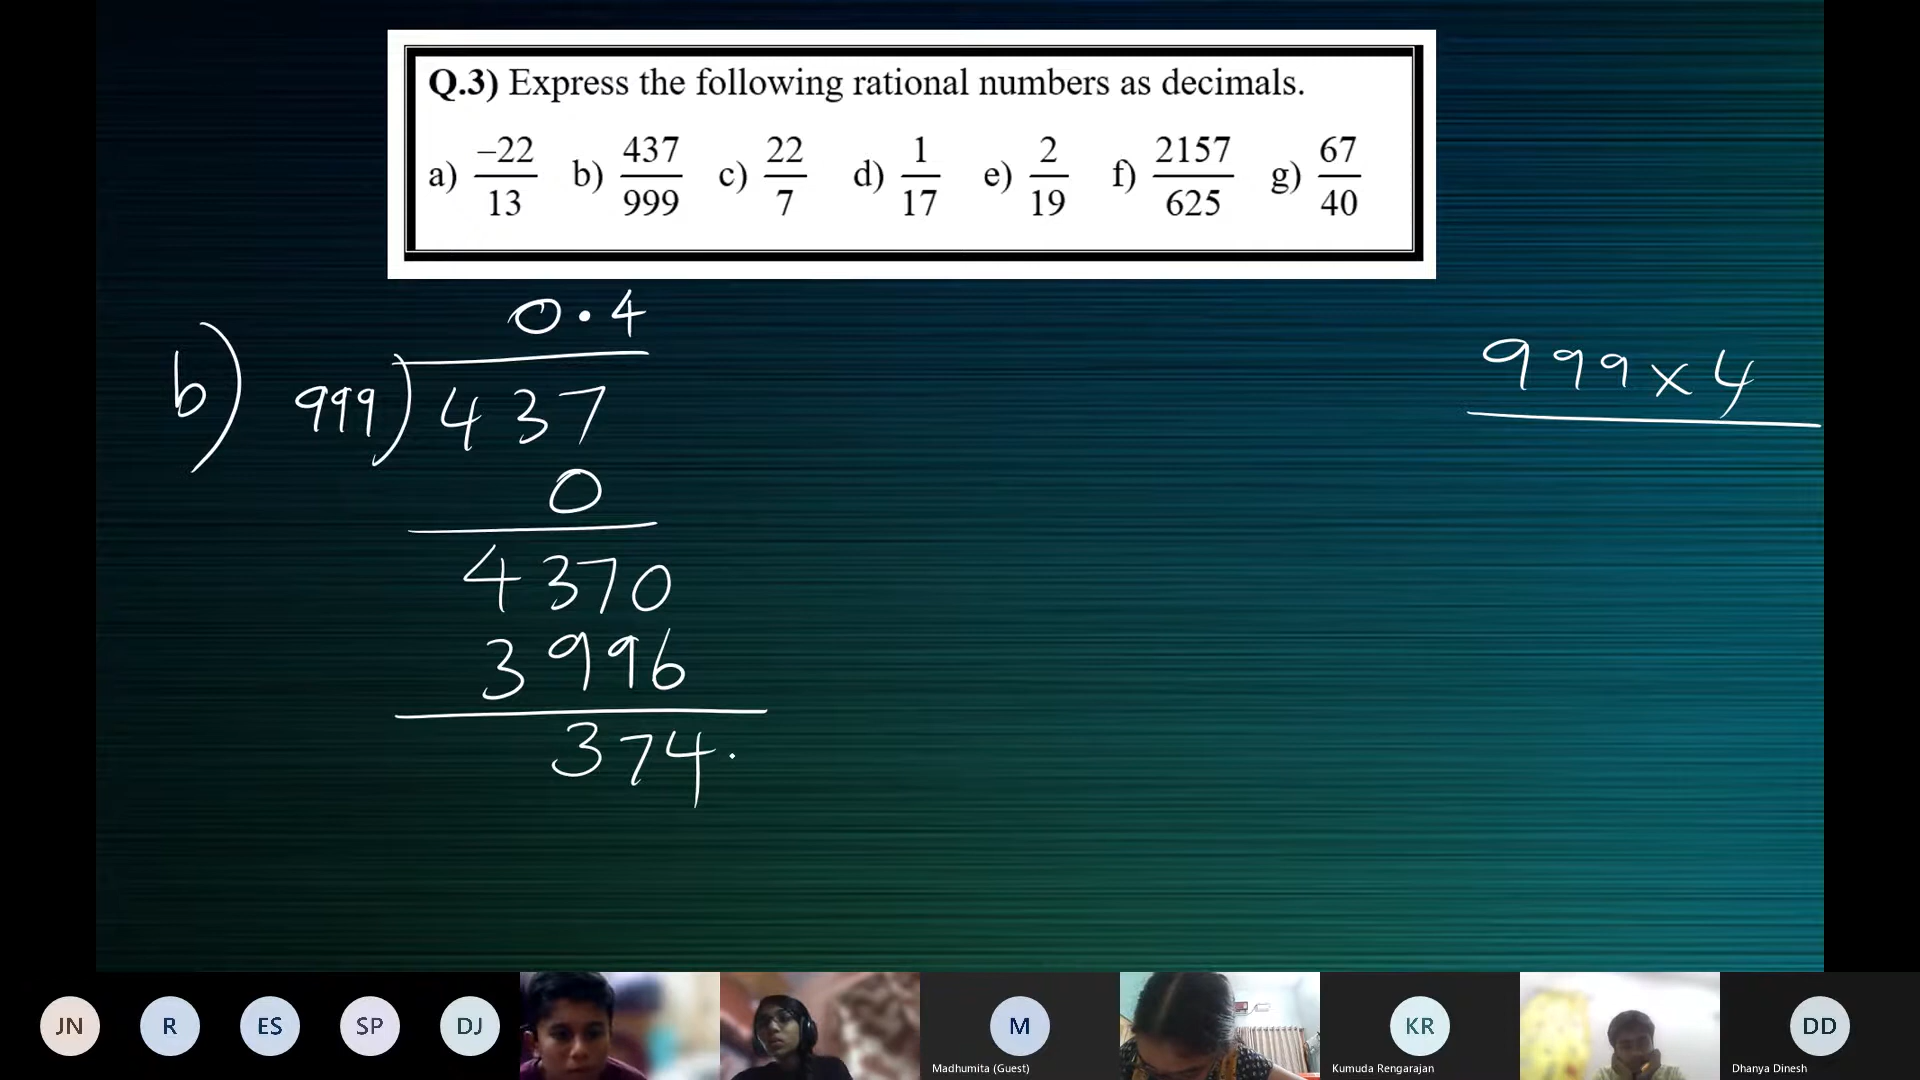 Q.3) Express the following rational numbers as decimals.
a) –22/13 b) 437/999 c) 22/7 d) 1/17 e) 2/19 f) 2157/625 g) 67/40
0.4
b) 999)437
999×4
0
4370
3996
374.
JN R ES SP DJ M KR DD
Madhumita (Guest) Kumuda Rengarajan Dhanya Dinesh